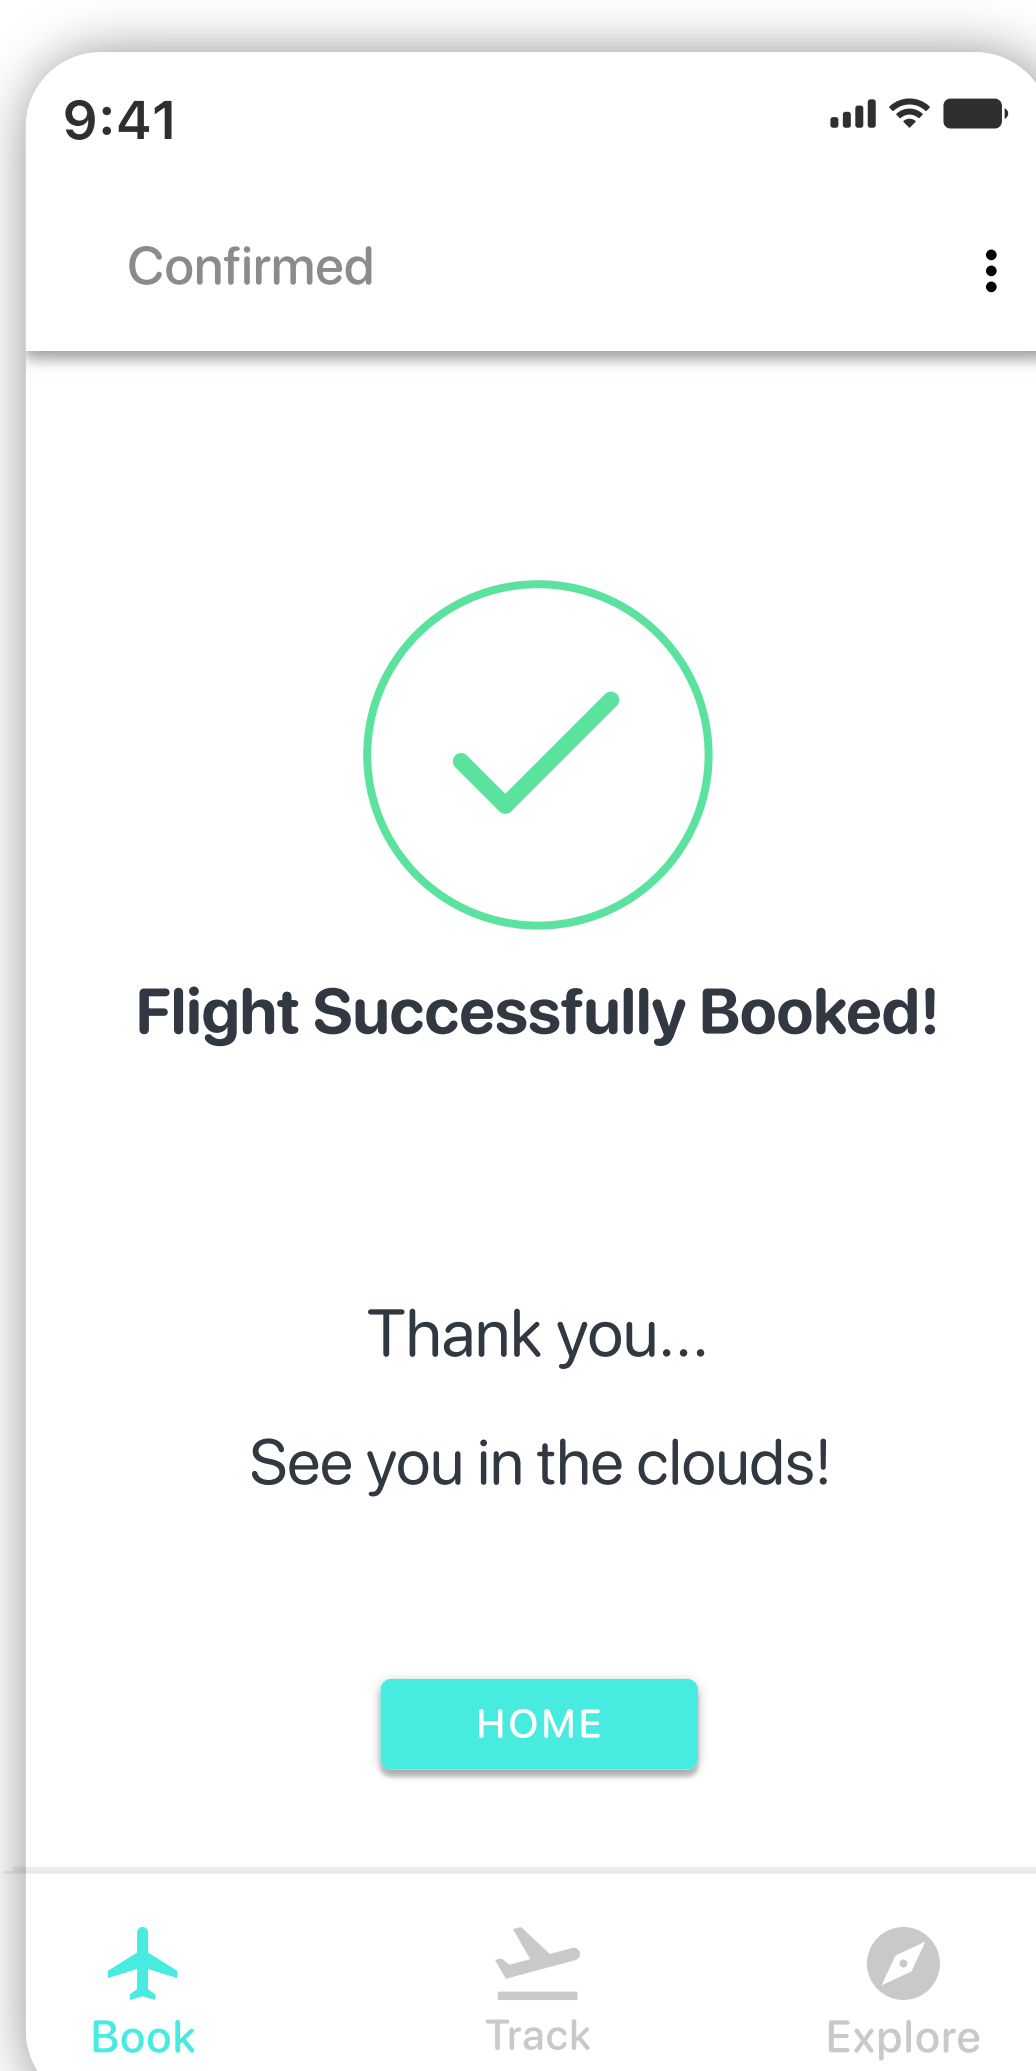 9:41
Confirmed
Flight Successfully Booked!
Thank you...
See you in the clouds!
HOME
Book
Track
Explore